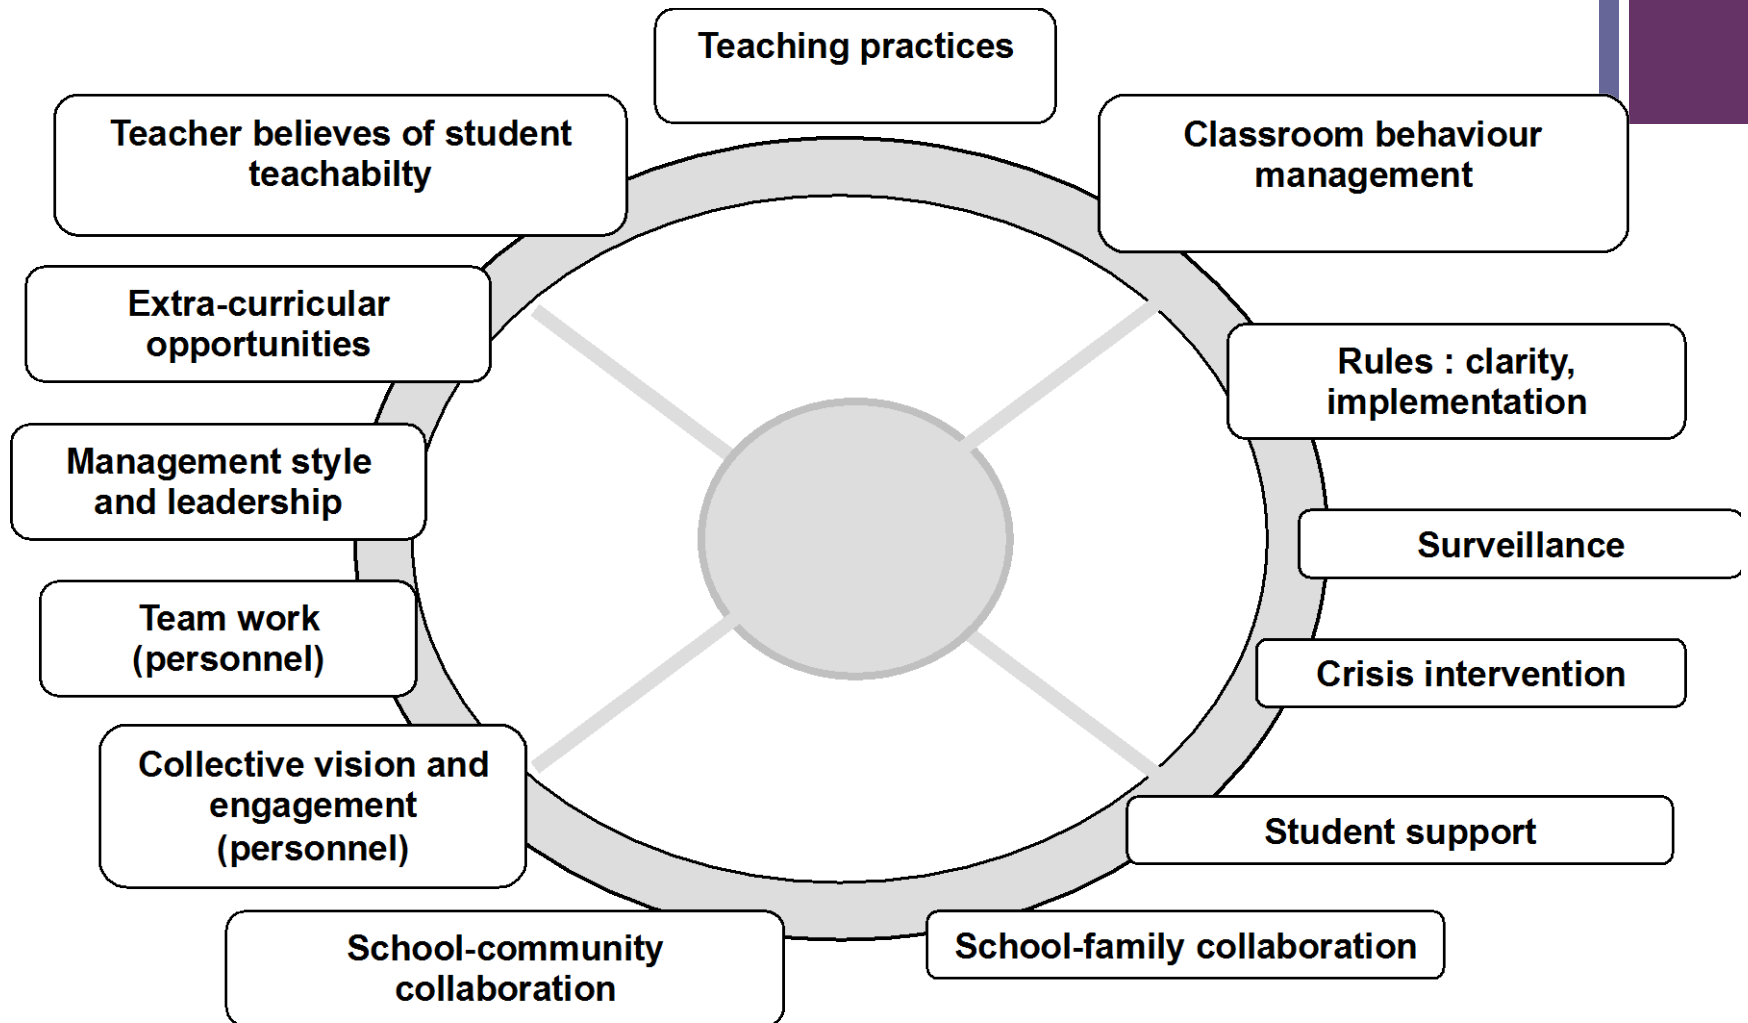 Teaching practices
Teacher believes of student
teachabilty
Classroom behaviour
management
Extra-curricular
opportunities
Rules : clarity,
implementation
Management style
and leadership
Surveillance
Team work
(personnel)
Crisis intervention
Collective vision and
engagement
(personnel)
Student support
School-community
collaboration
School-family collaboration